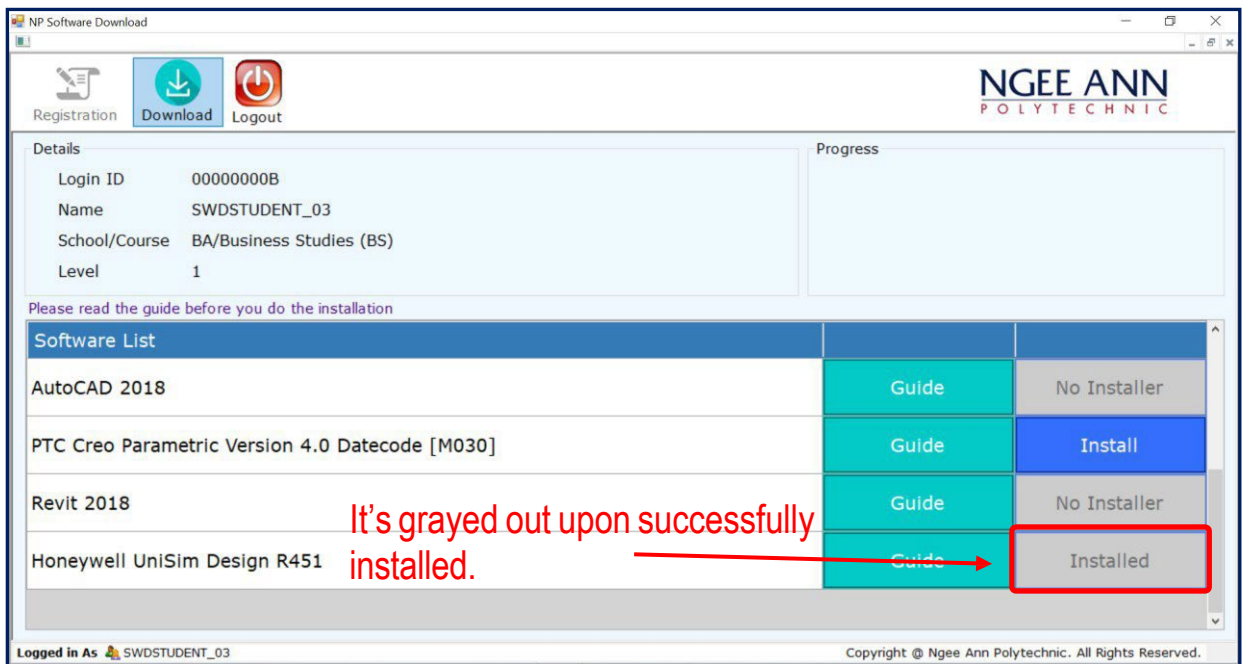 NP Software Download
Registration
Download
Logout
NGEE ANN
POLYTECHNIC
Details
Progress
Login ID 00000000B
Name SWDSTUDENT_03
School/Course BA/Business Studies (BS)
Level 1
Please read the guide before you do the installation
Software List
AutoCAD 2018 Guide No Installer
PTC Creo Parametric Version 4.0 Datecode [M030] Guide Install
Revit 2018 Guide No Installer
It's grayed out upon successfully
installed.
Honeywell UniSim Design R451 Guide Installed
Logged in As SWDSTUDENT_03
Copyright @ Ngee Ann Polytechnic. All Rights Reserved.